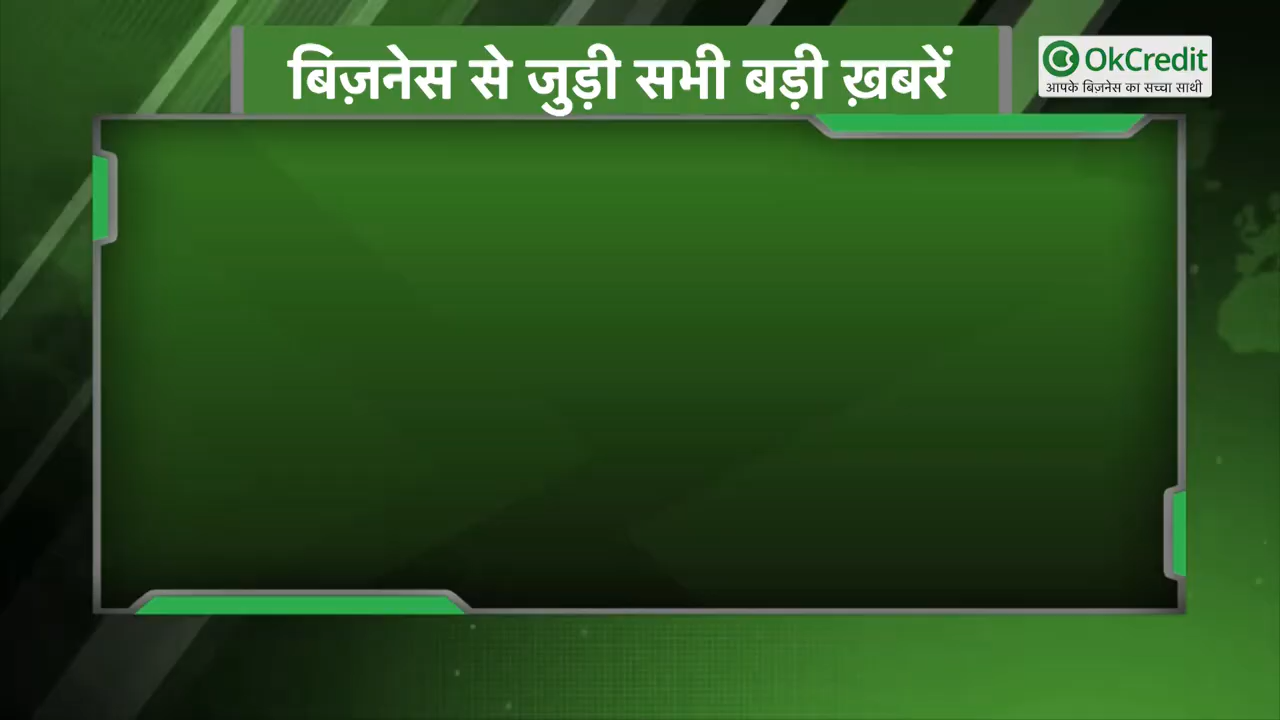 बिज़नेस से जुड़ी सभी बड़ी ख़बरें
OkCredit
आपके बिज़नेस का सच्चा साथी